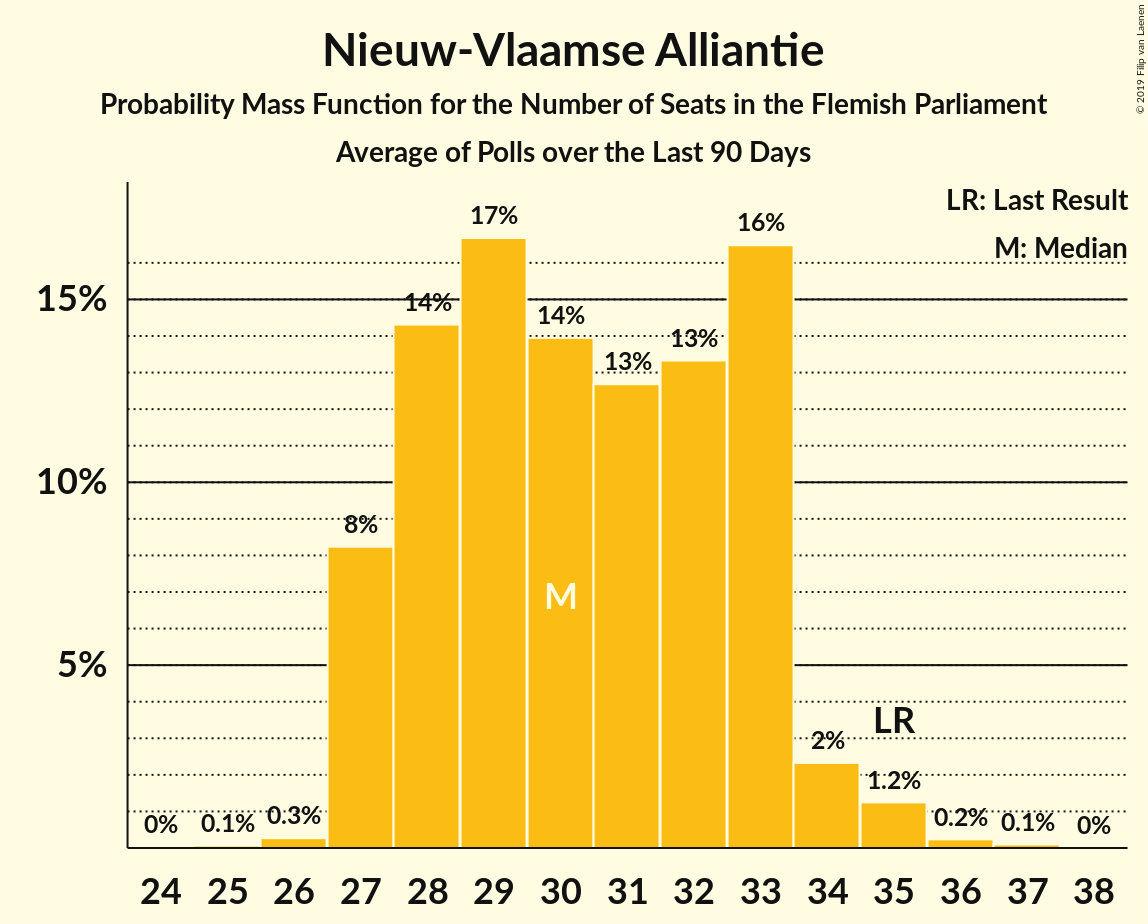 Nieuw-Vlaamse Alliantie
Probability Mass Function for the Number of Seats in the Flemish Parliament
Average of Polls over the Last 90 Days
© 2019 Filip van Laenen
LR: Last Result
M: Median
15%
10%
5%
0%
0.1%
0.3%
8%
14%
17%
14%
13%
13%
16%
2%
1.2%
0.2%
0.1%
0%
M
LR
24 25 26 27 28 29 30 31 32 33 34 35 36 37 38